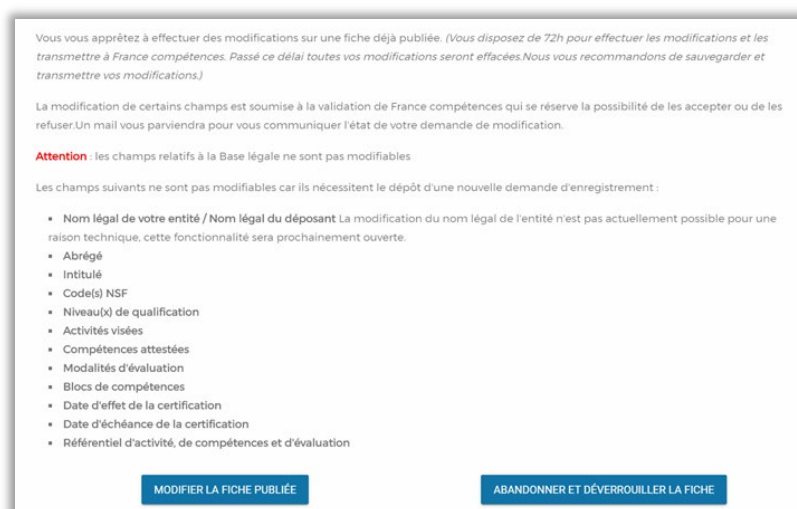 Vous vous apprêtez à effectuer des modifications sur une fiche déjà publiée. (Vous disposez de 72h pour effectuer les modifications et les
transmettre à France compétences. Passé ce délai toutes vos modifications seront effacées.Nous vous recommandons de sauvegarder et
transmettre vos modifications.)
La modification de certains champs est soumise à la validation de France compétences qui se réserve la possibilité de les accepter ou de les
refuser.Un mail vous parviendra pour vous communiquer l'état de votre demande de modification.
Attention : les champs relatifs à la Base légale ne sont pas modifiables
Les champs suivants ne sont pas modifiables car ils nécessitent le dépôt d'une nouvelle demande d'enregistrement :
▪ Nom légal de votre entité / Nom légal du déposant La modification du nom légal de l'entité n'est pas actuellement possible pour une
raison technique, cette fonctionnalité sera prochainement ouverte.
▪ Abrégé
▪ Intitulé
▪ Code(s) NSF
▪ Niveau(x) de qualification
▪ Activités visées
▪ Compétences attestées
▪ Modalités d'évaluation
▪ Blocs de compétences
▪ Date d'effet de la certification
▪ Date d'échéance de la certification
▪ Référentiel d'activité, de compétences et d'évaluation
MODIFIER LA FICHE PUBLIÉE
ABANDONNER ET DÉVERROUILLER LA FICHE